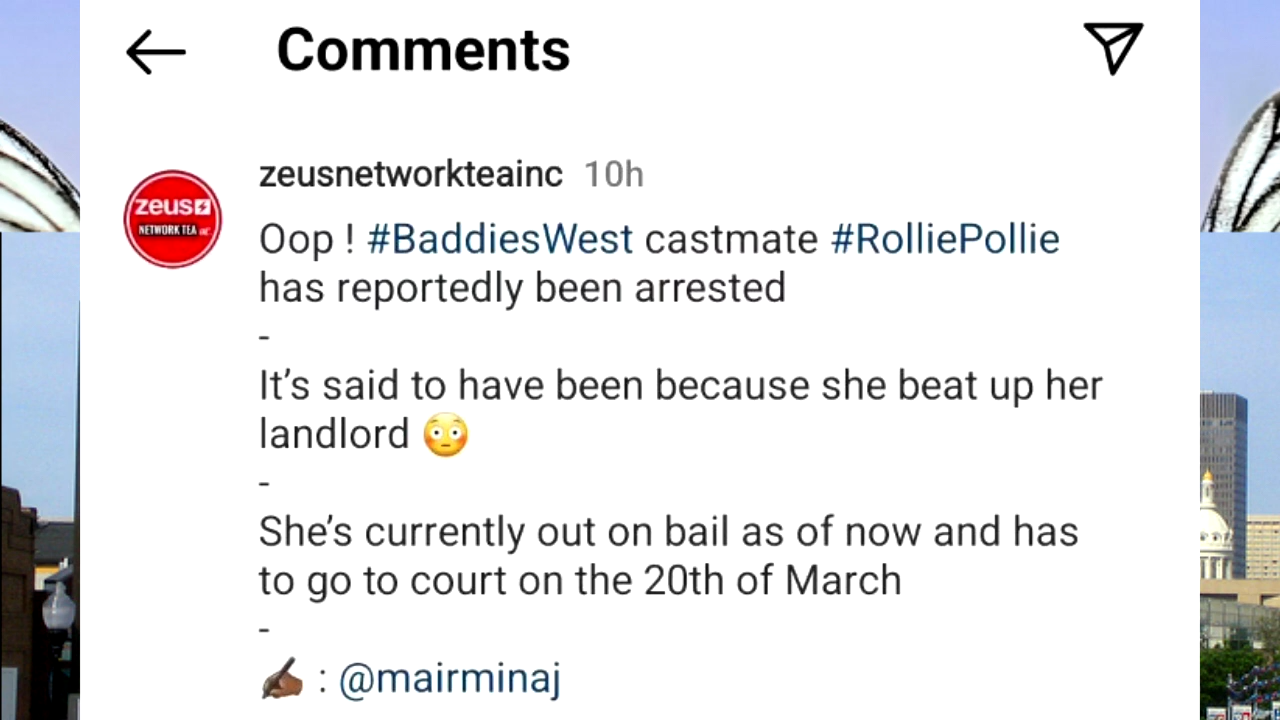 Comments
zeusnetworkteainc 10h
zeus
NETWORK TEA INC
Oop ! #BaddiesWest castmate #RolliePollie
has reportedly been arrested
-
It's said to have been because she beat up her
landlord 😳
-
She's currently out on bail as of now and has
to go to court on the 20th of March
-
✍🏾 : @mairminaj